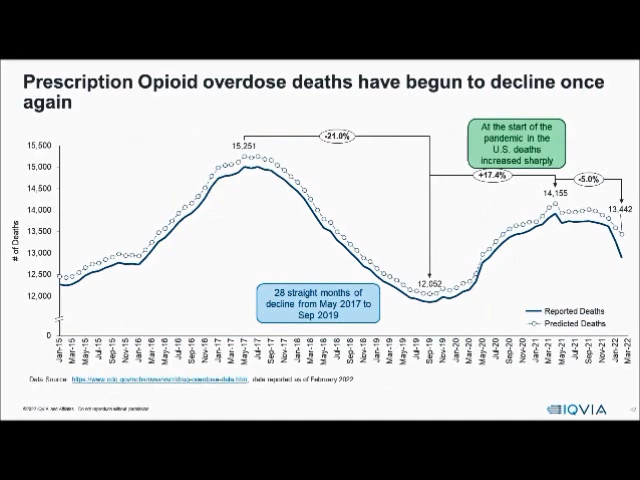 Prescription Opioid overdose deaths have begun to decline once
again
At the start of the
pandemic in the
U.S. deaths
increased sharply
-21.0%
+17.4%
-5.0%
15,251
14,155
13,442
12,052
# of Deaths
15,500
15,000
14,500
14,000
13,500
13,000
12,500
12,000
0
28 straight months of
decline from May 2017 to
Sep 2019
Reported Deaths
Predicted Deaths
Jan-15 Mar-15 May-15 Jul-15 Sep-15 Nov-15 Jan-16 Mar-16 May-16 Jul-16 Sep-16 Nov-16 Jan-17 Mar-17 May-17 Jul-17 Sep-17 Nov-17 Jan-18 Mar-18 May-18 Jul-18 Sep-18 Nov-18 Jan-19 Mar-19 May-19 Jul-19 Sep-19 Nov-19 Jan-20 Mar-20 May-20 Jul-20 Sep-20 Nov-20 Jan-21 Mar-21 May-21 Jul-21 Sep-21 Nov-21 Jan-22 Mar-22
Data Source: data reported as of February 2022
IQVIA